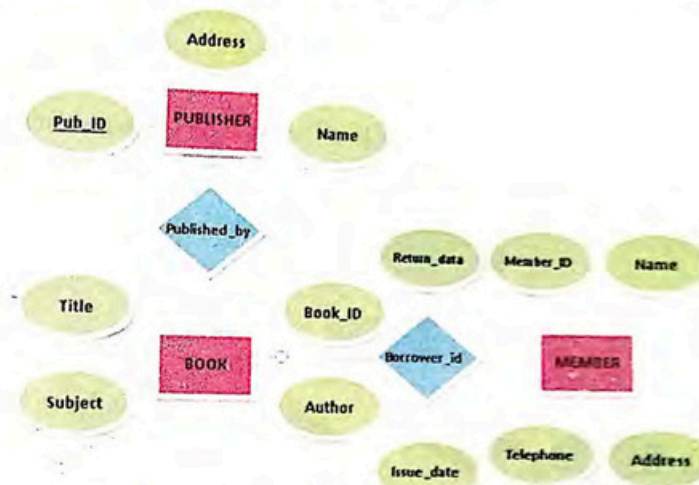 Address
Pub_ID
PUBLISHER
Name
Published_by
Return_data
Member_ID
Name
Title
Book_ID
BOOK
Borrower_id
MEMBER
Subject
Author
Issue_date
Telephone
Address